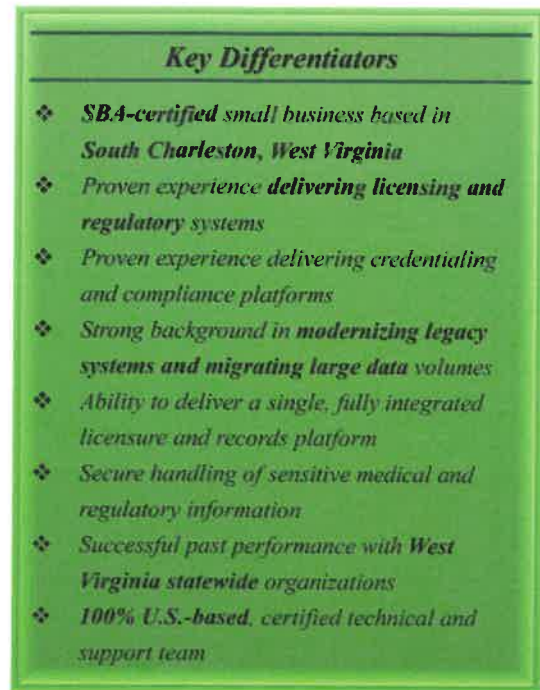 Key Differentiators
❖ SBA-certified small business based in
South Charleston, West Virginia
❖ Proven experience delivering licensing and
regulatory systems
❖ Proven experience delivering credentialing
and compliance platforms
❖ Strong background in modernizing legacy
systems and migrating large data volumes
❖ Ability to deliver a single, fully integrated
licensure and records platform
❖ Secure handling of sensitive medical and
regulatory information
❖ Successful past performance with West
Virginia statewide organizations
❖ 100% U.S.-based, certified technical and
support team